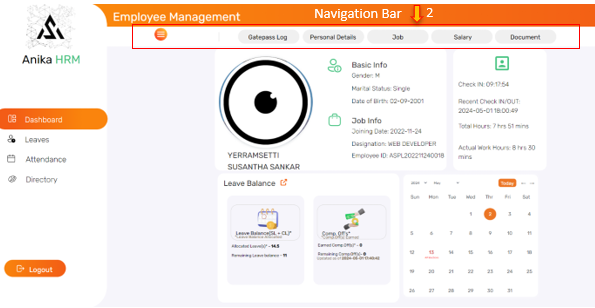 Employee Management
Navigation Bar 2
Anika HRM
Gatepass Log
Personal Details
Job
Salary
Document
Dashboard
Leaves
Attendance
Directory
Logout
YERRAMSETTI
SUSANTHA SANKAR
Basic Info
Gender: M
Marital Status: Single
Date of Birth: 02-09-2001
Job Info
Joining Date: 2022-11-24
Designation: WEB DEVELOPER
Employee ID: ASPL202211240018
Check IN: 09:17:54
Recent Check IN/OUT:
2024-05-01 18:00:49
Total Hours: 7 hrs 51 mins
Actual Work Hours: 8 hrs 30
mins
Leave Balance
Leave Balance(SL + CL)*
Allocated Leave(s)* - 14.5
Remaining Leave balance - 11
Comp. Off(s)*
Earned Comp.Off(s)- 0
Remaining Comp.Off(s) - 0
2024 May Today
Sun Mon Tue Wed Thu Fri Sat
1 2 3 4
5 6 7 8 9 10 11
12 13 14 15 16 17 18
19 20 21 22 23 24 25
26 27 28 29 30 31